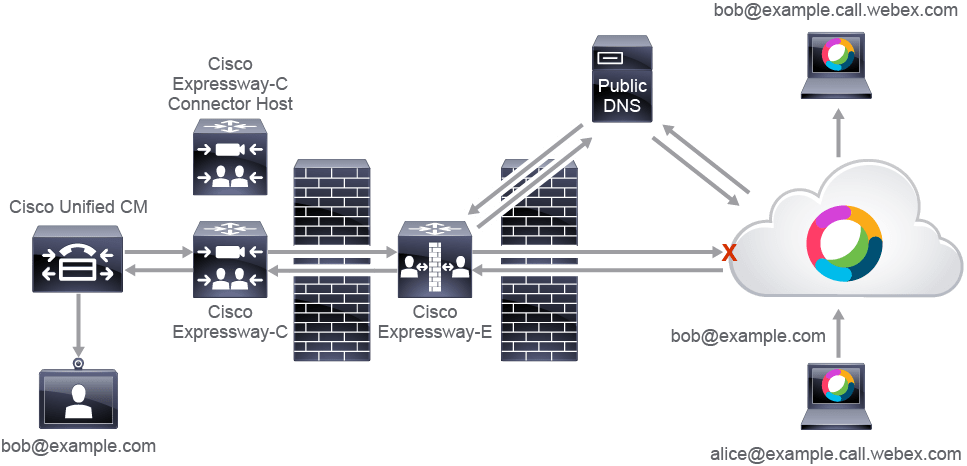 bob@example.call.webex.com
Cisco
Expressway-C
Connector Host
Public
DNS
Cisco Unified CM
X
Cisco
Expressway-C
Cisco
Expressway-E
bob@example.com
bob@example.com
alice@example.call.webex.com